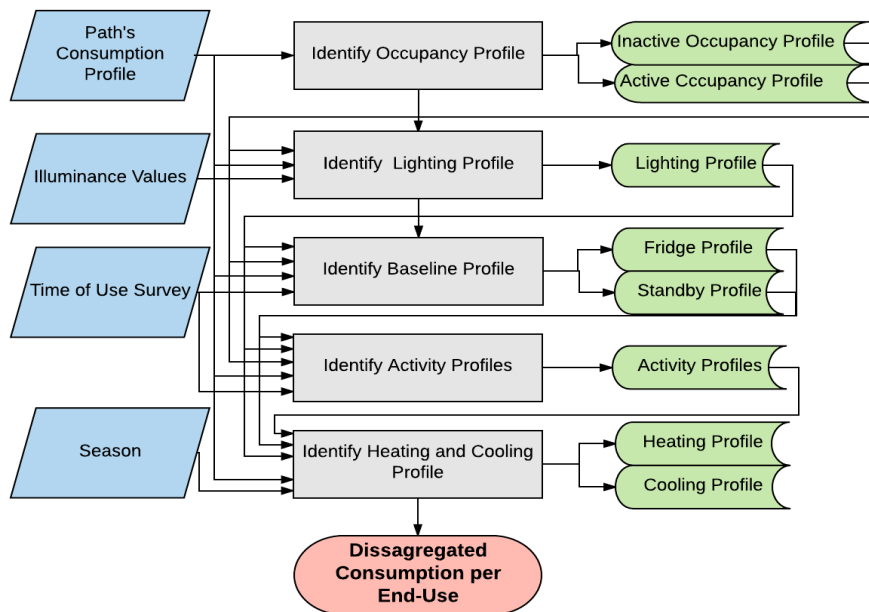 Path's
Consumption
Profile
Identify Occupancy Profile
Inactive Occupancy Profile
Active Cccupancy Profile
Illuminance Values
Identify Lighting Profile
Lighting Profile
Time of Use Survey
Identify Baseline Profile
Fridge Profile
Standby Profile
Identify Activity Profiles
Activity Profiles
Season
Identify Heating and Cooling
Profile
Heating Profile
Cooling Profile
Dissagregated
Consumption per
End-Use